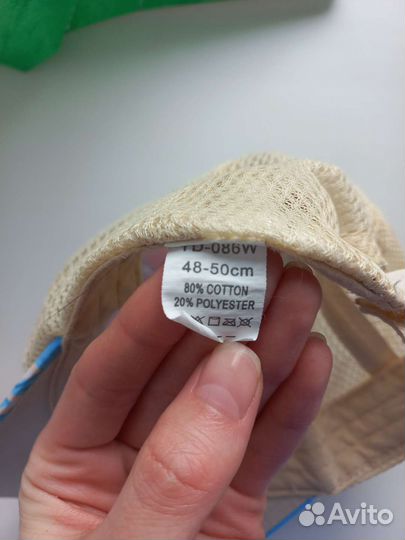 YD-086W
48-50cm
80% COTTON
20% POLYESTER
Avito